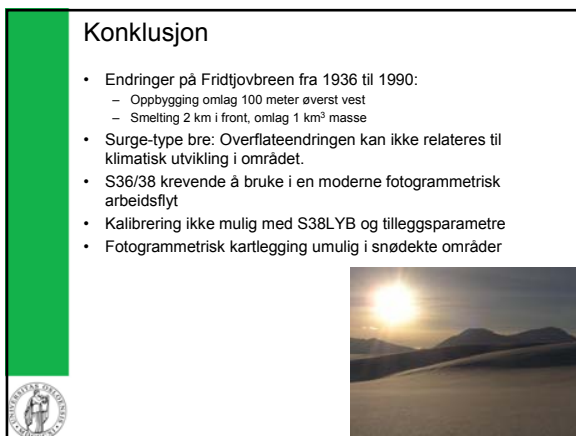 Konklusjon
• Endringer på Fridtjovbreen fra 1936 til 1990:
– Oppbygging omlag 100 meter øverst vest
– Smelting 2 km i front, omlag 1 km³ masse
• Surge-type bre: Overflateendringen kan ikke relateres til
klimatisk utvikling i området.
• S36/38 krevende å bruke i en moderne fotogrammetrisk
arbeidsflyt
• Kalibrering ikke mulig med S38LYB og tilleggsparametre
• Fotogrammetrisk kartlegging umulig i snødekte områder